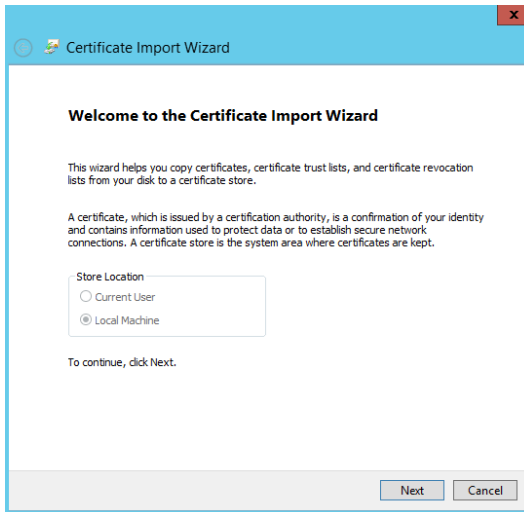 x
Certificate Import Wizard
Welcome to the Certificate Import Wizard
This wizard helps you copy certificates, certificate trust lists, and certificate revocation
lists from your disk to a certificate store.
A certificate, which is issued by a certification authority, is a confirmation of your identity
and contains information used to protect data or to establish secure network
connections. A certificate store is the system area where certificates are kept.
Store Location
Current User
Local Machine
To continue, click Next.
Next Cancel